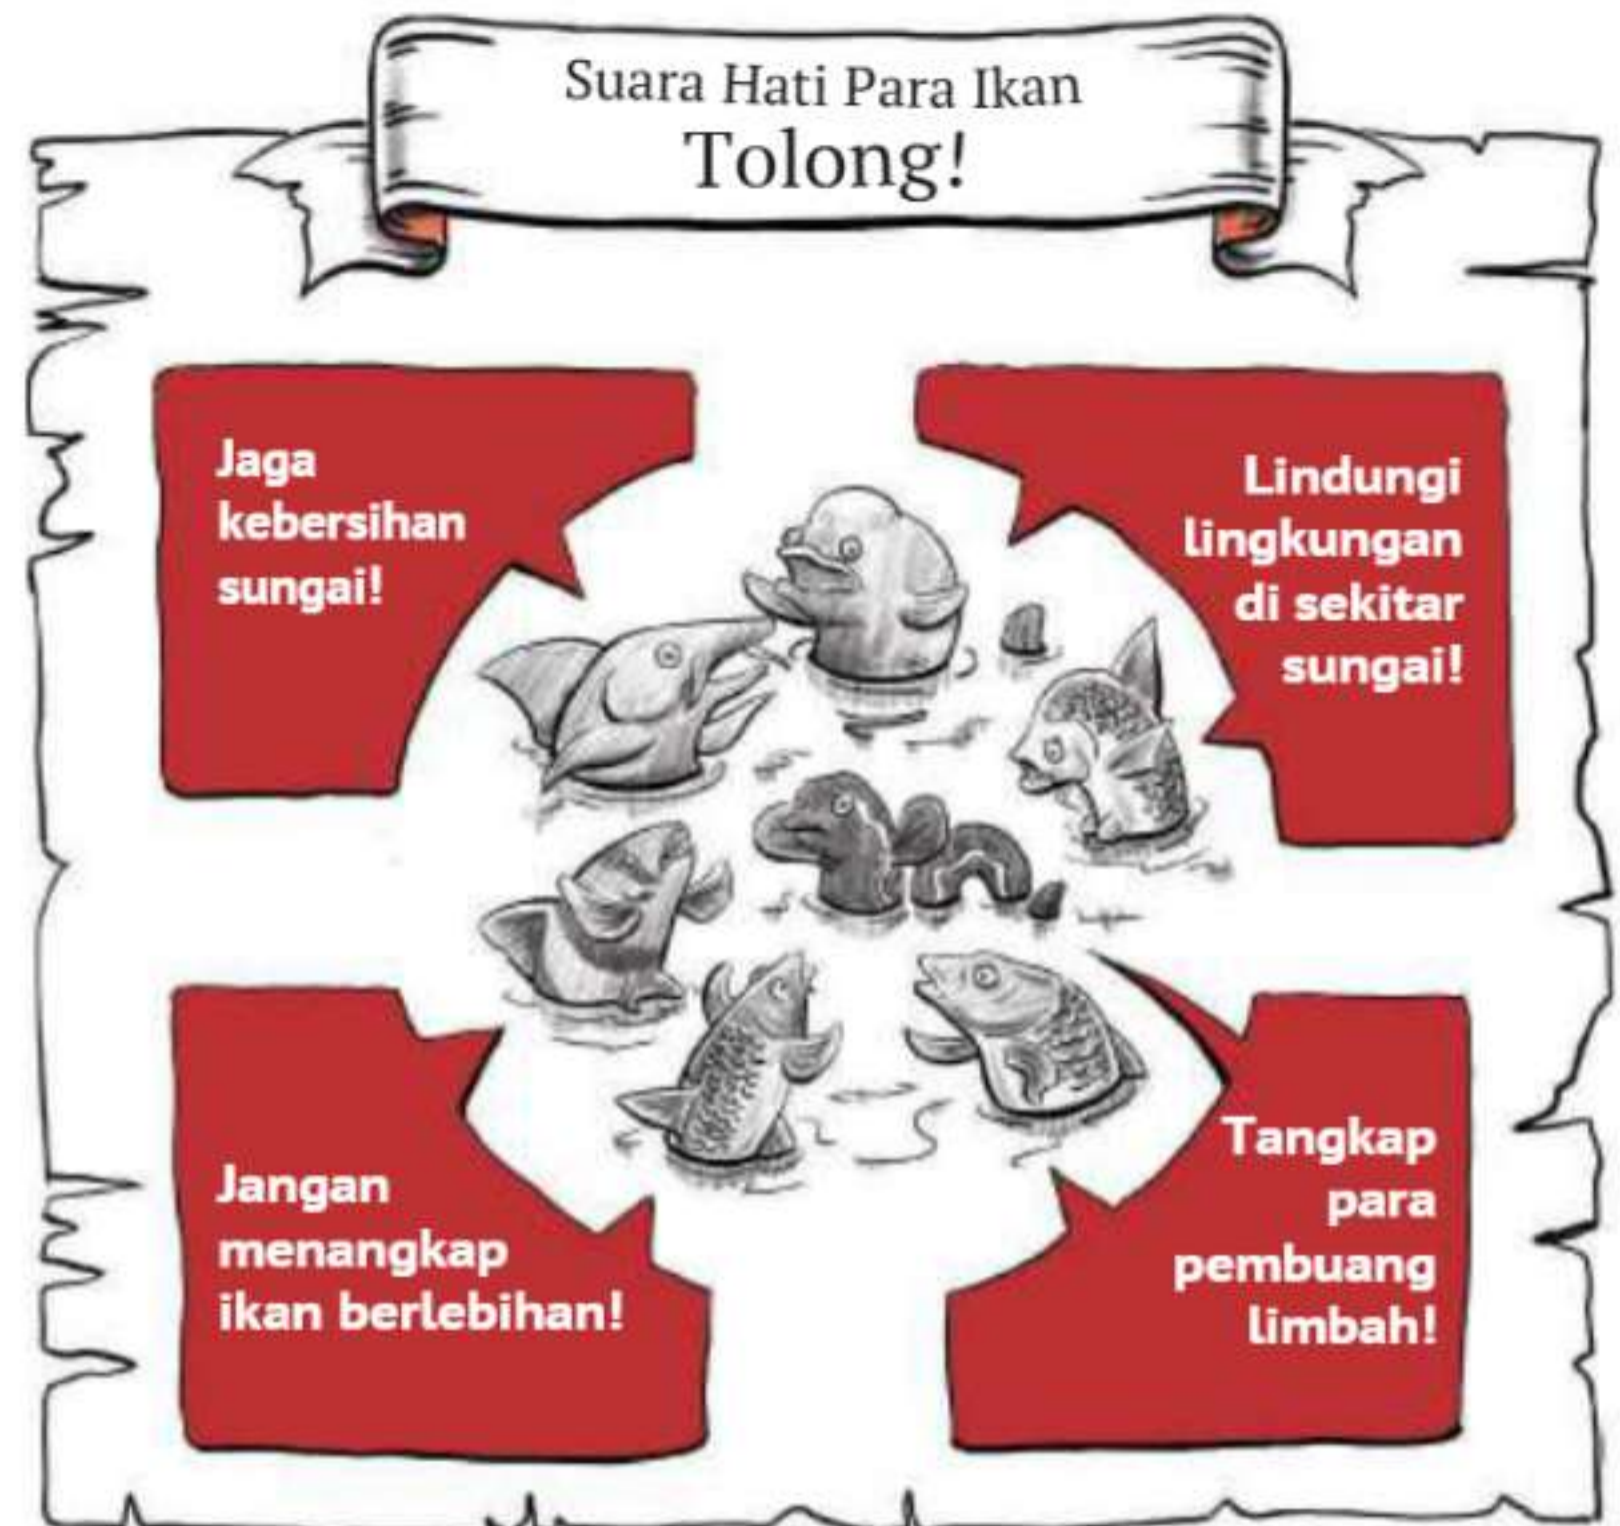 Suara Hati Para Ikan
Tolong!
Jaga
kebersihan
sungai!
Lindungi
lingkungan
di sekitar
sungai!
Jangan
menangkap
ikan berlebihan!
Tangkap
para
pembuang
limbah!